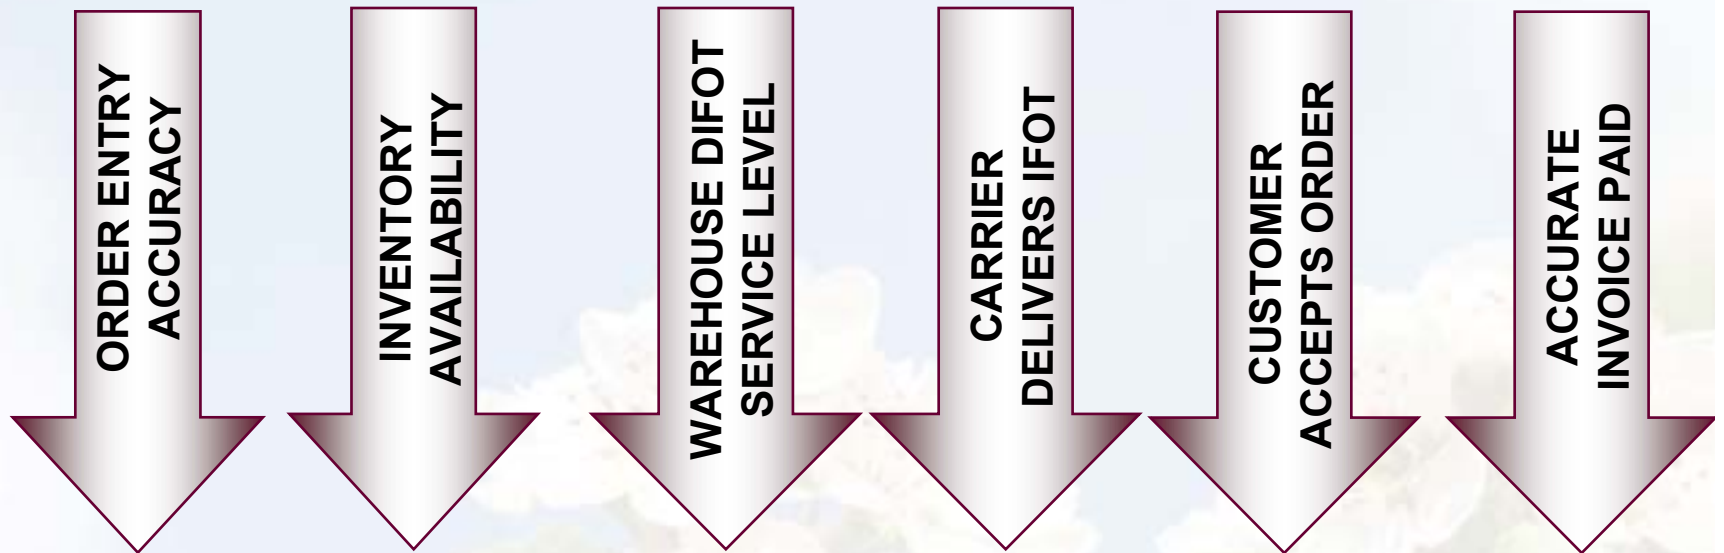 ORDER ENTRY
ACCURACY
INVENTORY
AVAILABILITY
WAREHOUSE DIFOT
SERVICE LEVEL
CARRIER
DELIVERS IFOT
CUSTOMER
ACCEPTS ORDER
ACCURATE
INVOICE PAID